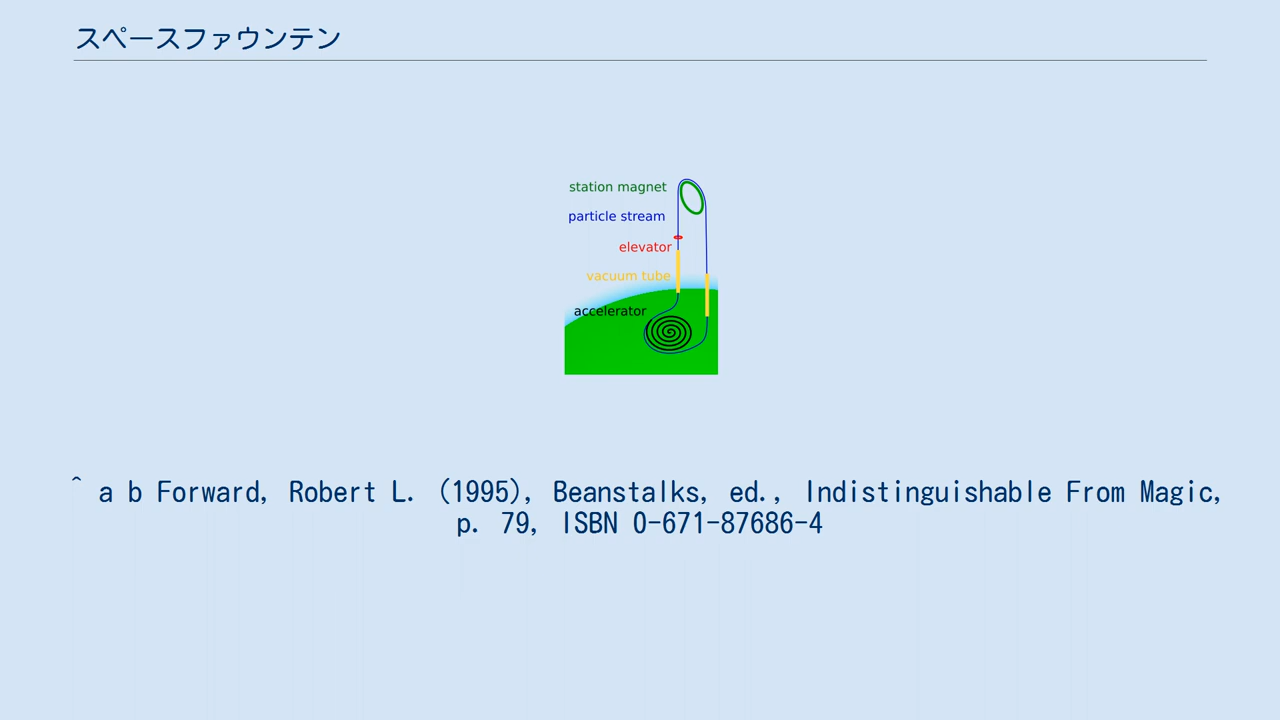 スペースファウンテン
station magnet
particle stream
elevator
vacuum tube
accelerator
^ a b Forward, Robert L. (1995), Beanstalks, ed., Indistinguishable From Magic,
p. 79, ISBN 0-671-87686-4